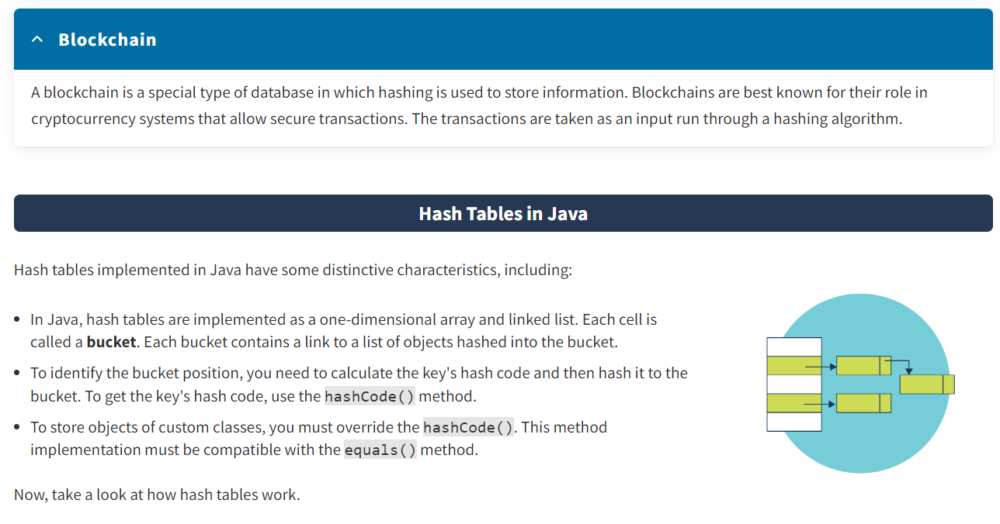 Blockchain
A blockchain is a special type of database in which hashing is used to store information. Blockchains are best known for their role in
cryptocurrency systems that allow secure transactions. The transactions are taken as an input run through a hashing algorithm.
Hash Tables in Java
Hash tables implemented in Java have some distinctive characteristics, including:
• In Java, hash tables are implemented as a one-dimensional array and linked list. Each cell is
called a bucket. Each bucket contains a link to a list of objects hashed into the bucket.
• To identify the bucket position, you need to calculate the key's hash code and then hash it to the
bucket. To get the key's hash code, use the hashCode() method.
• To store objects of custom classes, you must override the hashCode(). This method
implementation must be compatible with the equals() method.
Now, take a look at how hash tables work.